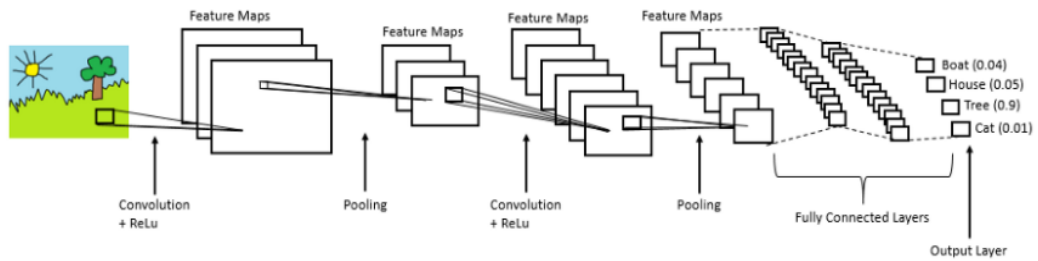 Feature Maps
Feature Maps
Feature Maps
Feature Maps
Boat (0.04)
House (0.05)
Tree (0.9)
Cat (0.01)
Convolution
+ ReLu
Pooling
Convolution
+ ReLu
Pooling
Fully Connected Layers
Output Layer